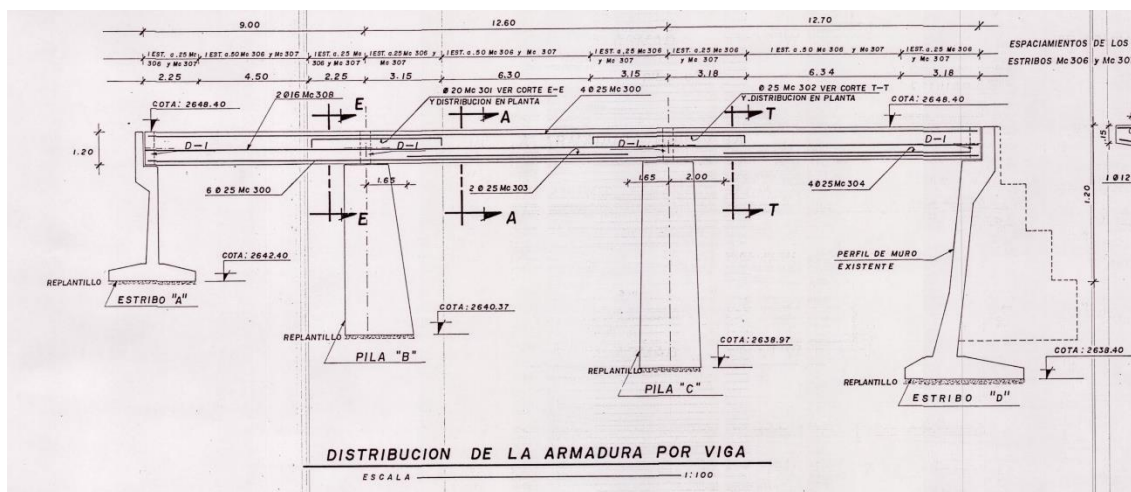 9.00 12.60 12.70
1 EST. a .25 Mc 306 y Mc 307
1 EST. a .50 Mc 306 y Mc 307
1 EST. a .25 Mc 306 y Mc 307
1 EST. a .25 Mc 306 y Mc 307
1 EST. a .50 Mc 306 y Mc 307
1 EST. a .25 Mc 306 y Mc 307
1 EST. a .25 Mc 306 y Mc 307
1 EST. a .50 Mc 306 y Mc 307
1 EST. a .25 Mc 306 y Mc 307
ESPACIAMIENTOS DE LOS
ESTRIBOS Mc 306 y Mc 30
2.25 4.50 2.25 3.15 6.30 3.15 3.18 6.34 3.18
COTA: 2648.40
2Ø16 Mc 308
E
Ø20 Mc 301 VER CORTE E-E
Y DISTRIBUCION EN PLANTA
A
4 Ø 25 Mc 300
Ø 25 Mc 302 VER CORTE T-T
Y DISTRIBUCION EN PLANTA
T
COTA: 2648.40
1.20
D-1
D-1
D-1
D-1
.15
6 Ø 25 Mc 300
1.65
2 Ø 25 Mc 303
1.65
2.00
4Ø25 Mc 304
1 Ø 12
1.20
E
A
T
COTA: 2642.40
REPLANTILLO
ESTRIBO "A"
PERFIL DE MURO
EXISTENTE
COTA: 2640.37
REPLANTILLO
PILA "B"
COTA: 2638.97
REPLANTILLO
PILA "C"
COTA: 2638.40
REPLANTILLO
ESTRIBO "D"
DISTRIBUCION DE LA ARMADURA POR VIGA
ESCALA 1:100